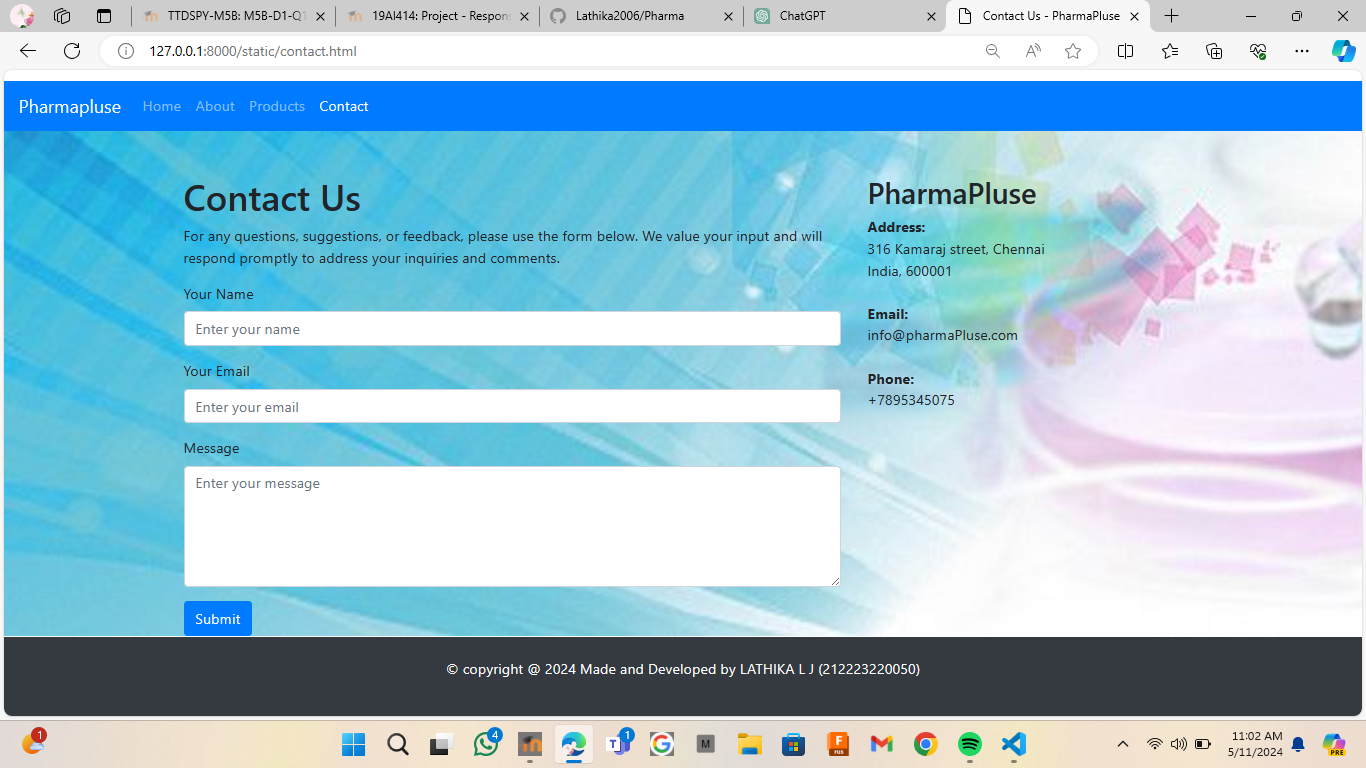 TTDSPY-M5B: M5B-D1-Q1
19AI414: Project - Respons
Lathika2006/Pharma
ChatGPT
Contact Us - PharmaPluse
127.0.0.1:8000/static/contact.html
Pharmapluse Home About Products Contact
Contact Us
For any questions, suggestions, or feedback, please use the form below. We value your input and will
respond promptly to address your inquiries and comments.
Your Name
Enter your name
Your Email
Enter your email
Message
Enter your message
Submit
PharmaPluse
Address:
316 Kamaraj street, Chennai
India, 600001
Email:
info@pharmaPluse.com
Phone:
+7895345075
© copyright @ 2024 Made and Developed by LATHIKA L J (212223220050)
1
4
1
M
FUS
11:02 AM
5/11/2024
PRE